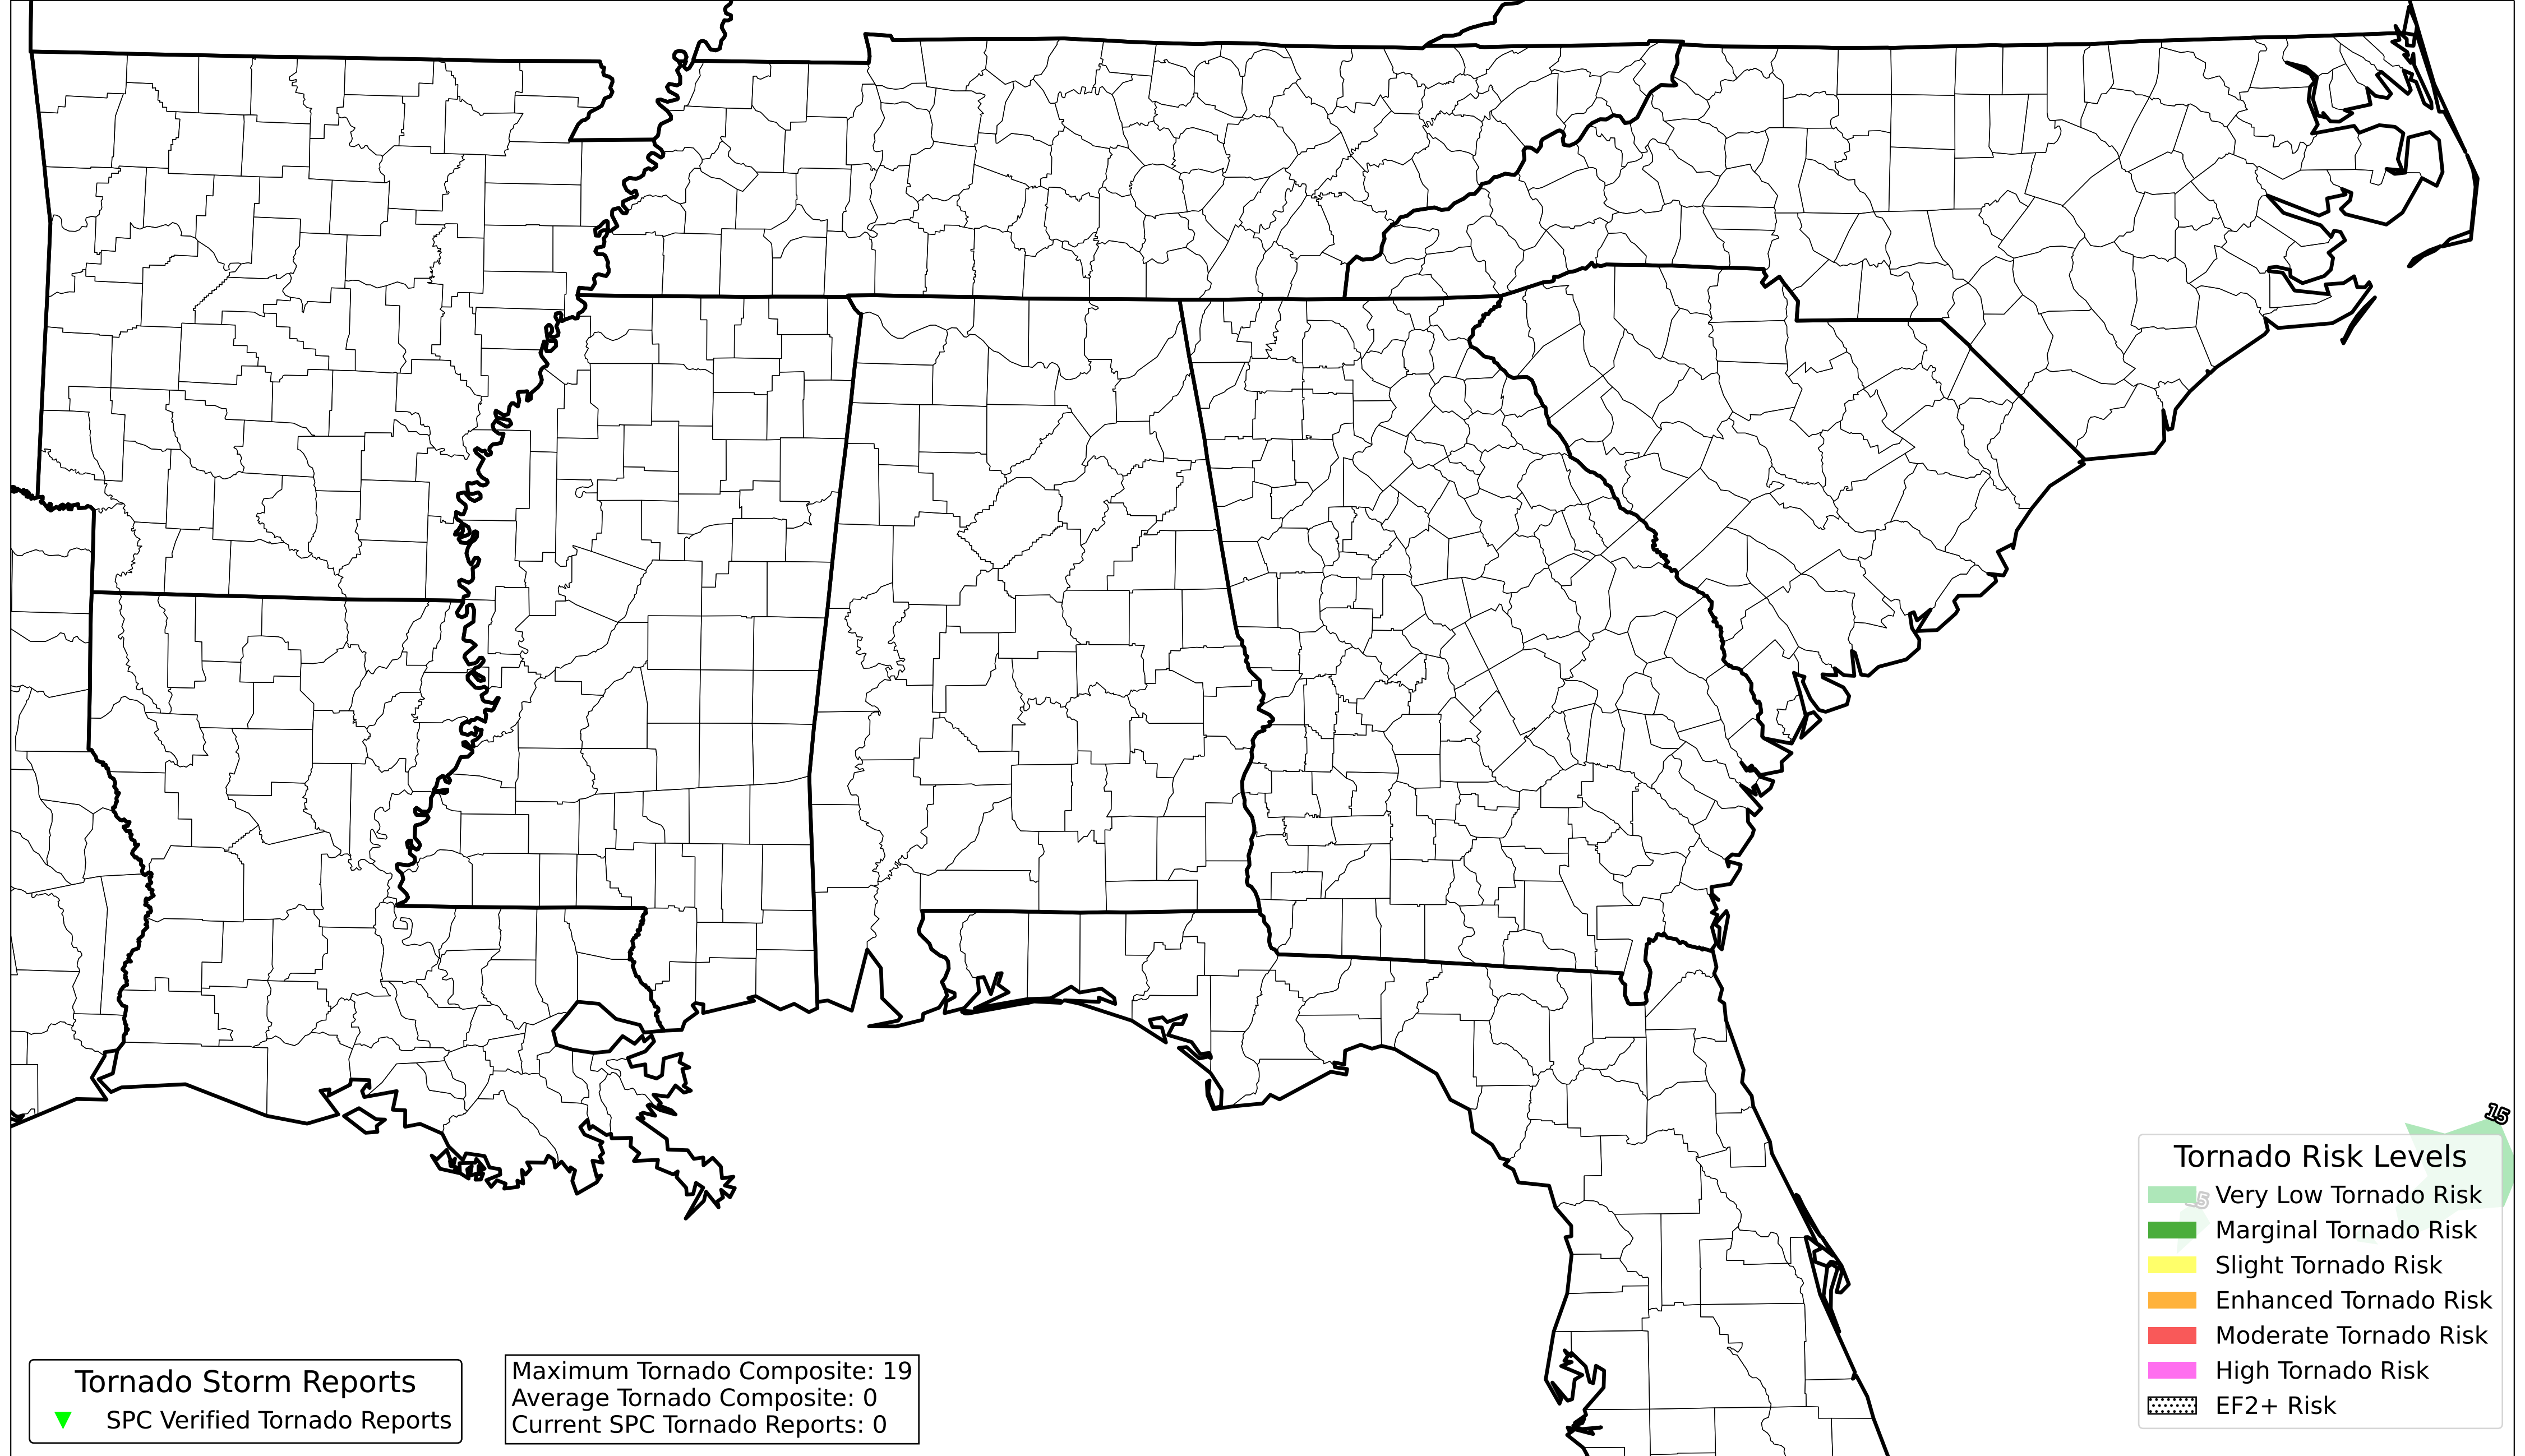 15
Tornado Risk Levels
Very Low Tornado Risk
Marginal Tornado Risk
Slight Tornado Risk
Enhanced Tornado Risk
Moderate Tornado Risk
High Tornado Risk
EF2+ Risk
Tornado Storm Reports
SPC Verified Tornado Reports
Maximum Tornado Composite: 19
Average Tornado Composite: 0
Current SPC Tornado Reports: 0